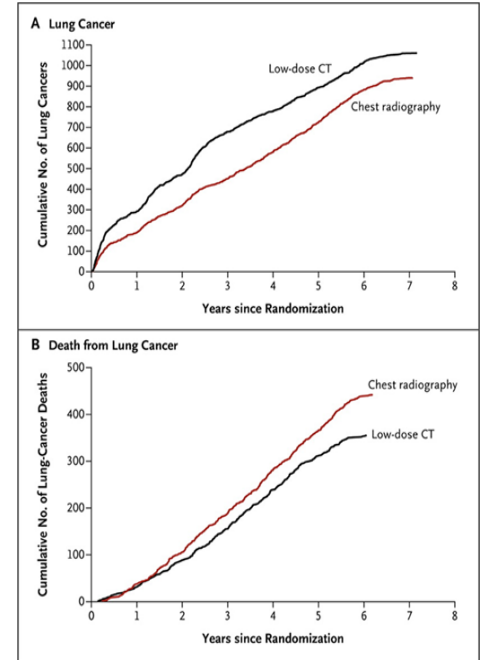 A Lung Cancer
Cumulative No. of Lung Cancers
1100
1000
900
800
700
600
500
400
300
200
100
0
Low-dose CT
Chest radiography
0 1 2 3 4 5 6 7 8
Years since Randomization
B Death from Lung Cancer
Cumulative No. of Lung-Cancer Deaths
500
400
300
200
100
0
Chest radiography
Low-dose CT
0 1 2 3 4 5 6 7 8
Years since Randomization